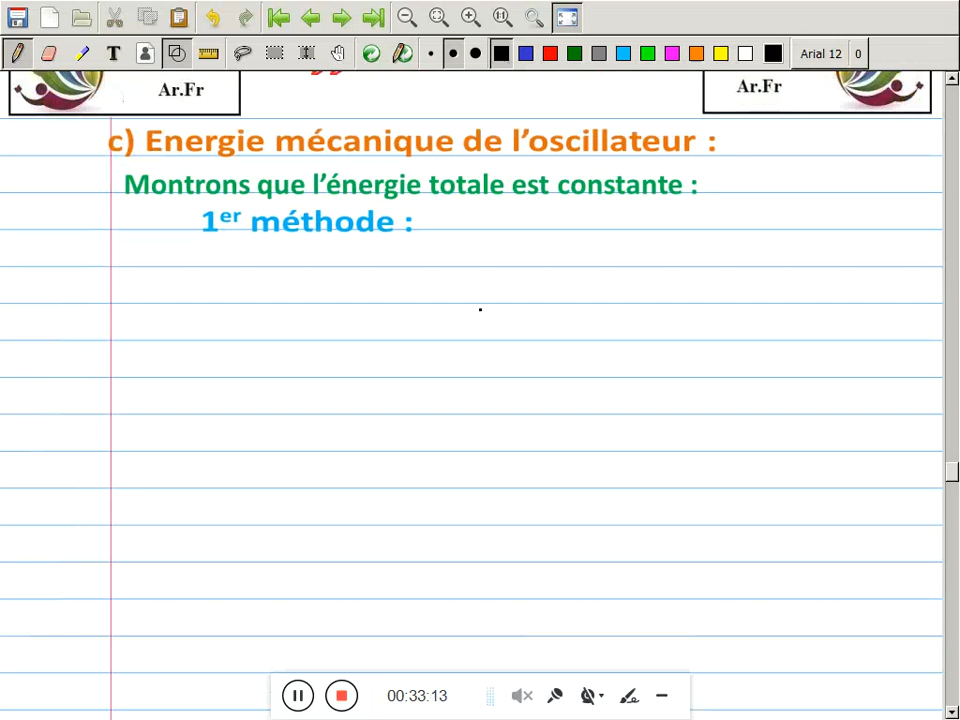 Arial 12 0
Ar.Fr
Ar.Fr
c) Energie mécanique de l’oscillateur :
Montrons que l’énergie totale est constante :
1er méthode :
00:33:13